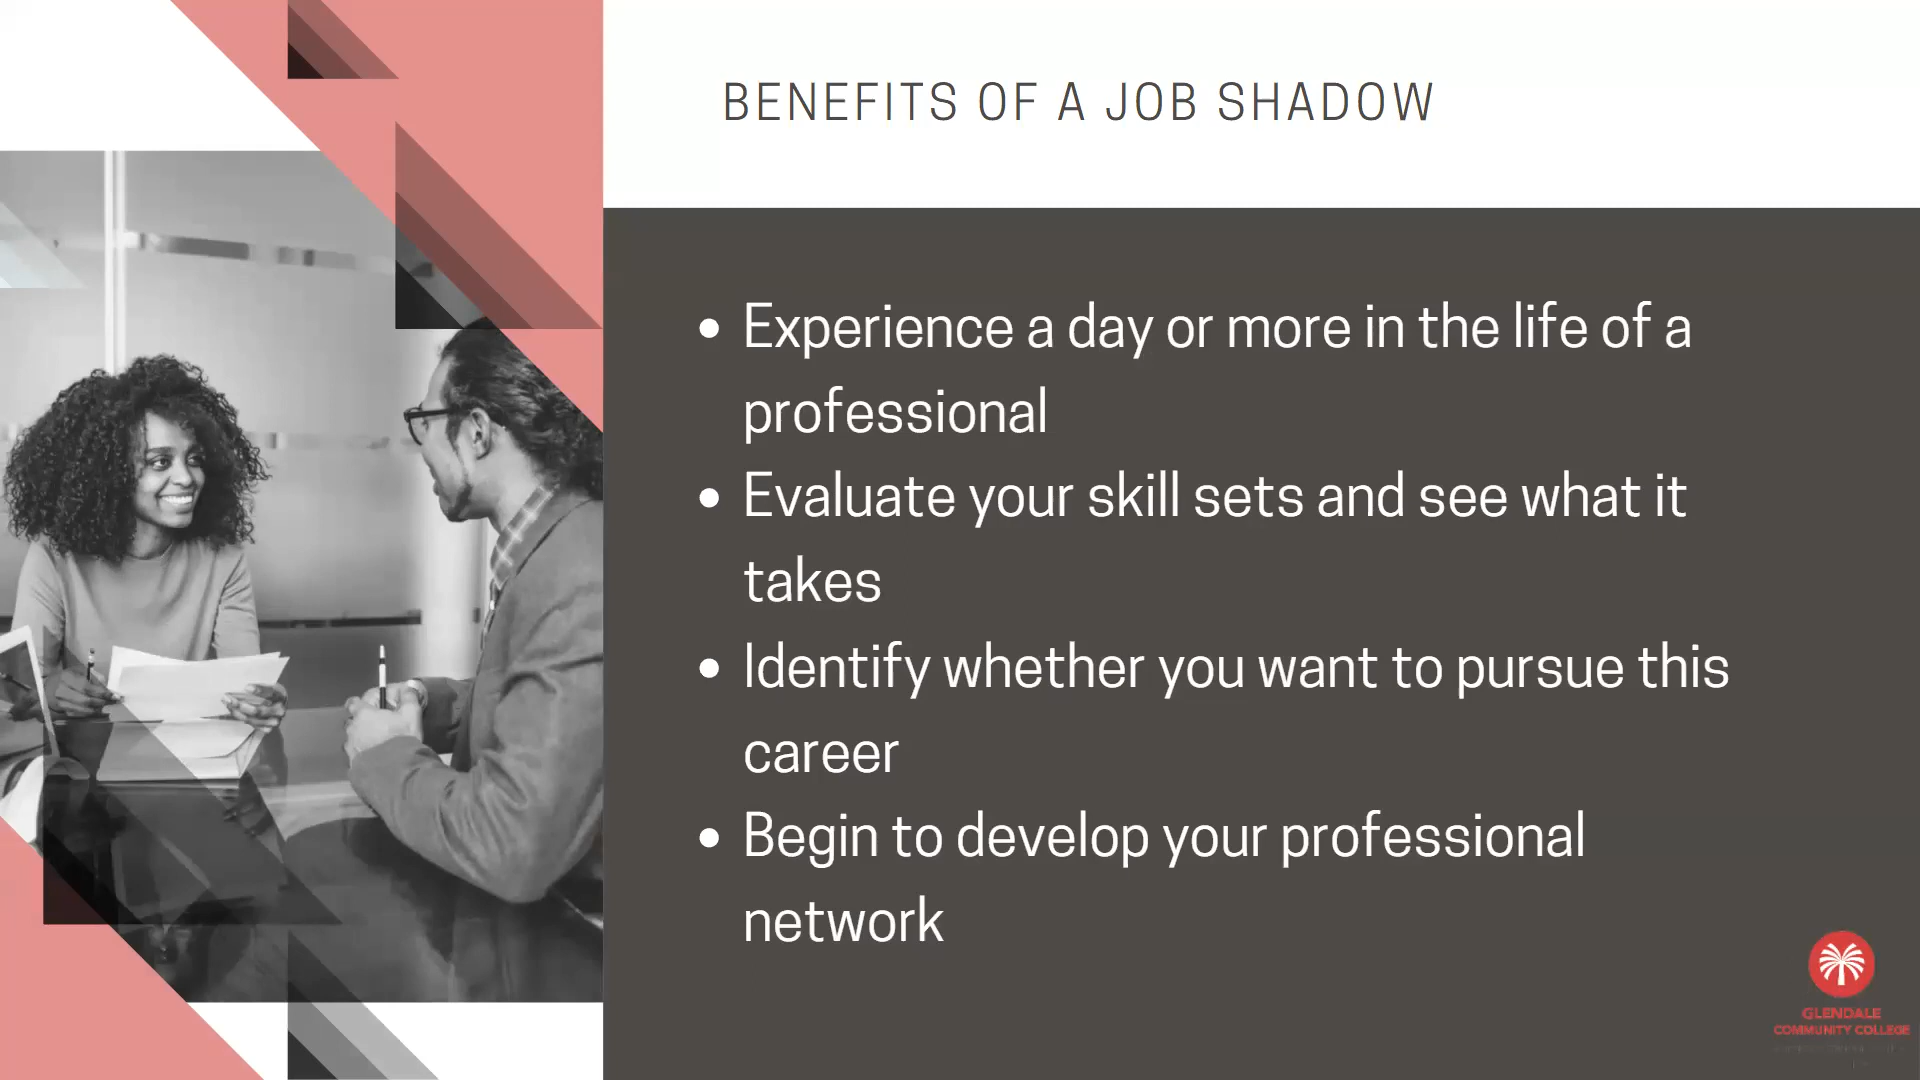 BENEFITS OF A JOB SHADOW
Experience a day or more in the life of a
professional
Evaluate your skill sets and see what it
takes
Identify whether you want to pursue this
career
Begin to develop your professional
network
GLENDALE
COMMUNITY COLLEGE